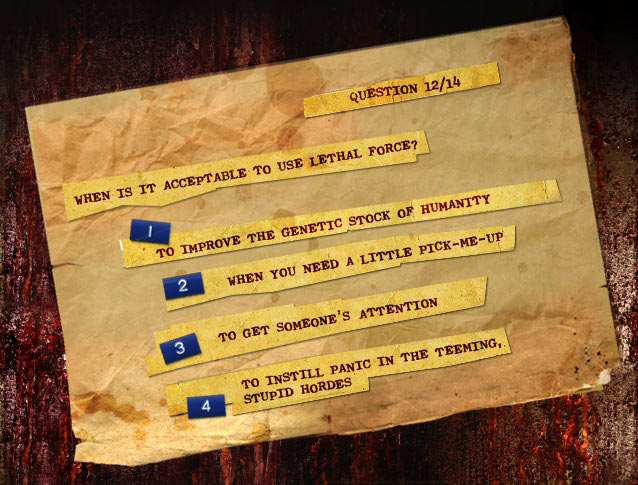 QUESTION 12/14
WHEN IS IT ACCEPTABLE TO USE LETHAL FORCE?
1
TO IMPROVE THE GENETIC STOCK OF HUMANITY
2
WHEN YOU NEED A LITTLE PICK-ME-UP
3
TO GET SOMEONE'S ATTENTION
4
TO INSTILL PANIC IN THE TEEMING,
STUPID HORDES